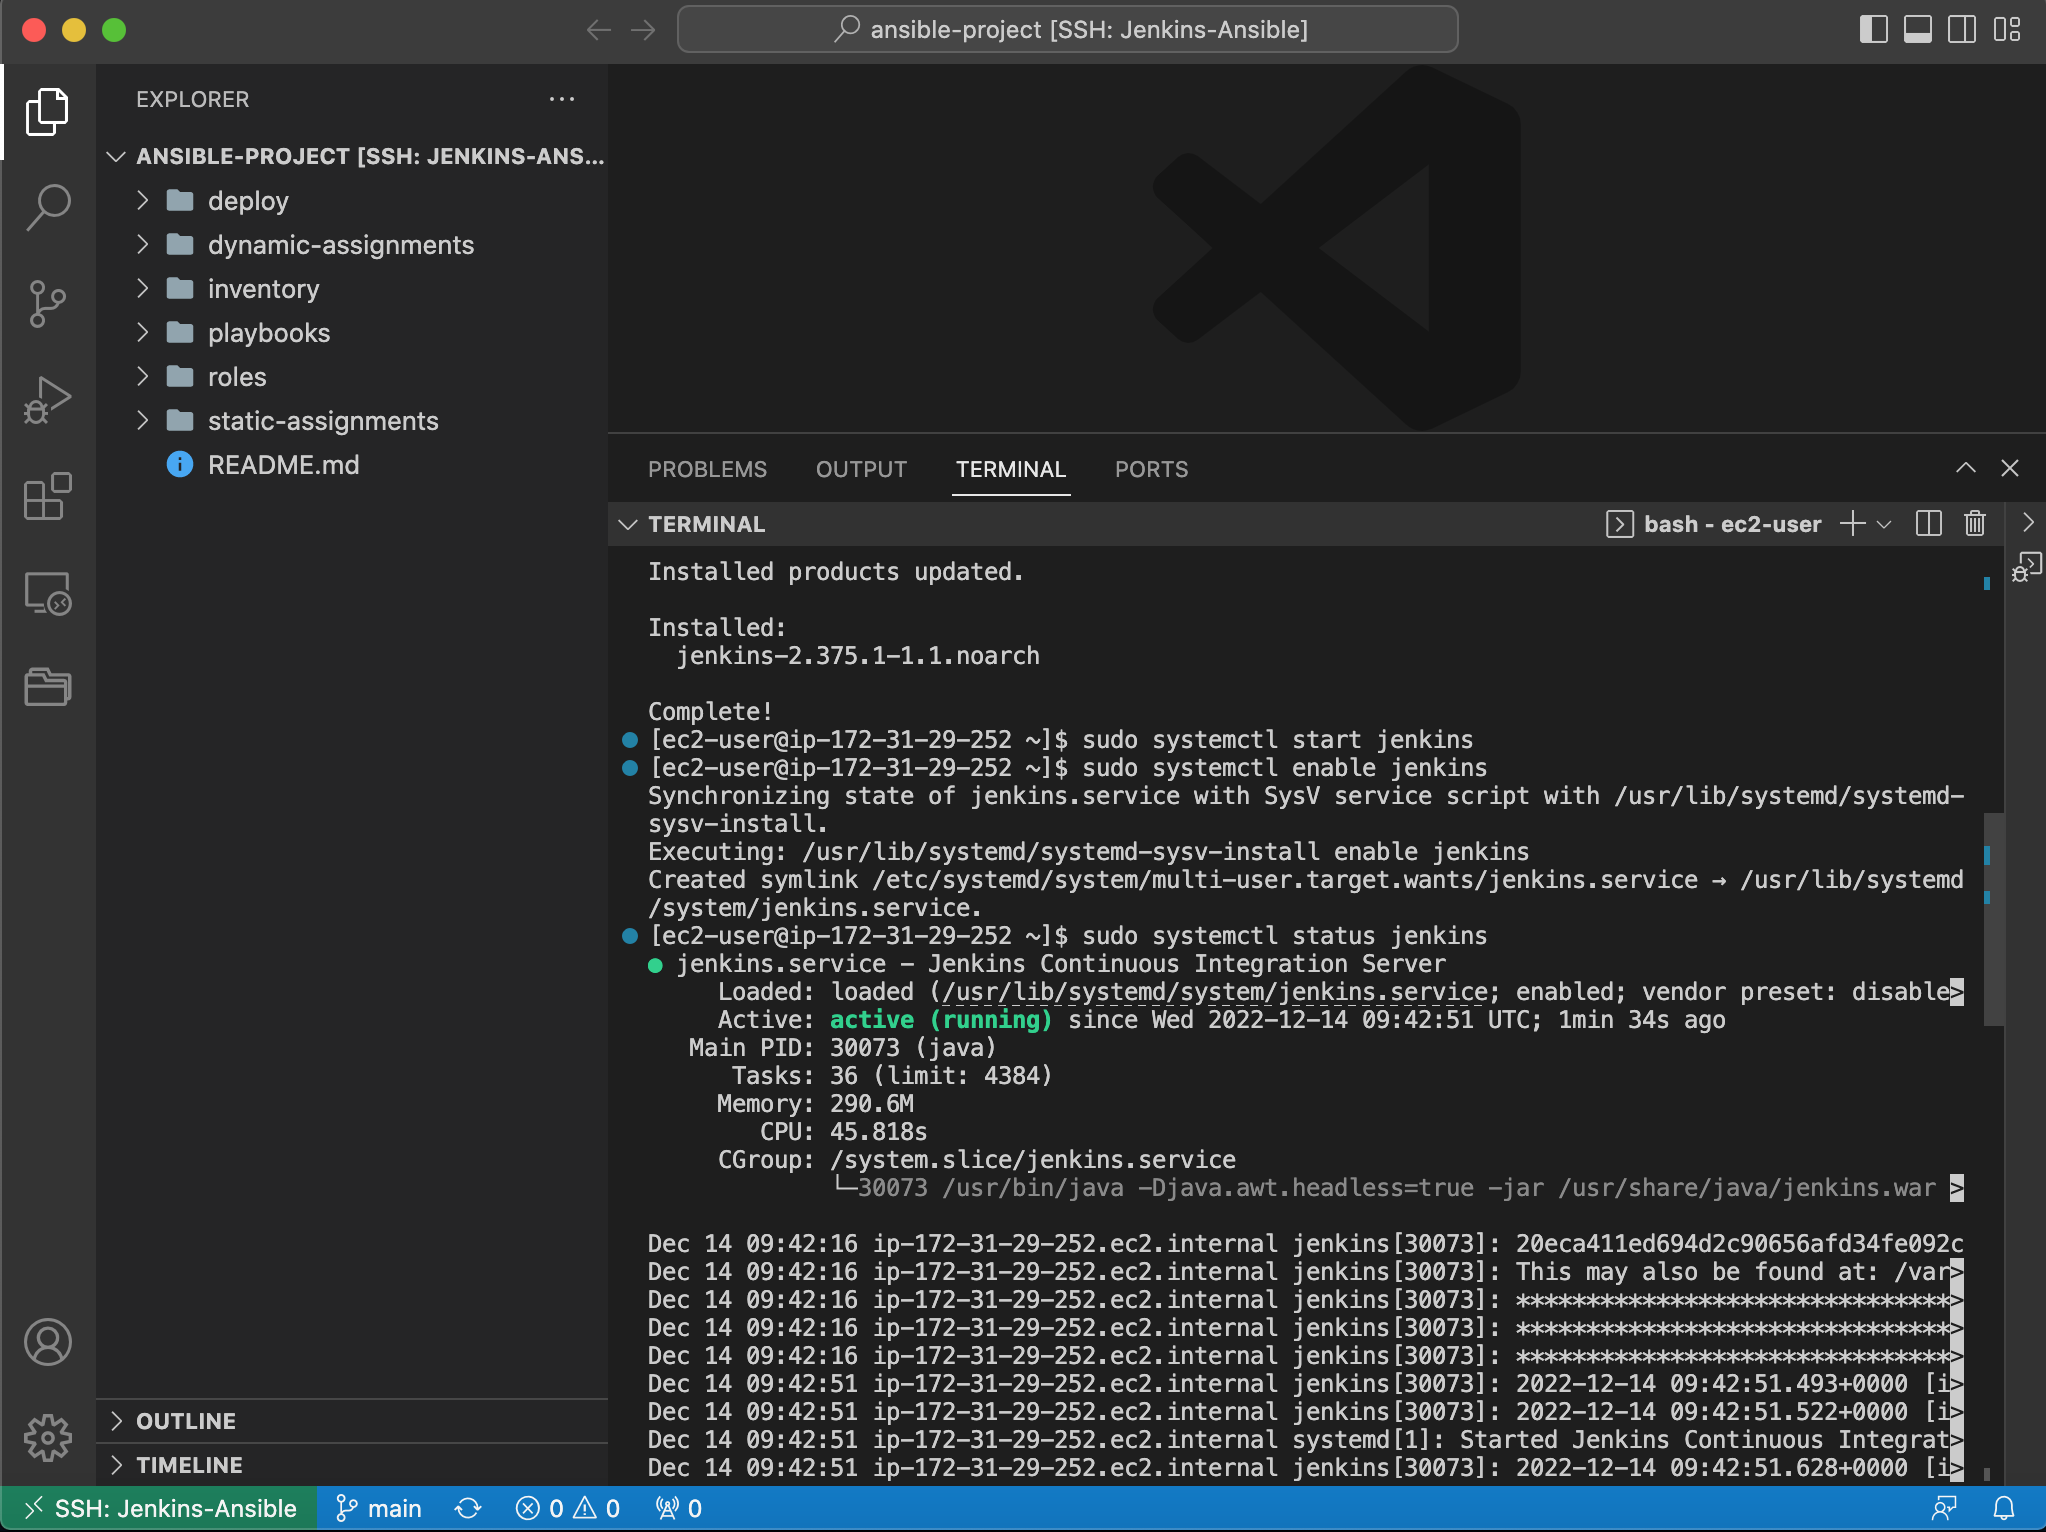 ansible-project [SSH: Jenkins-Ansible]
EXPLORER
ANSIBLE-PROJECT [SSH: JENKINS-ANS...
deploy
dynamic-assignments
inventory
playbooks
roles
static-assignments
README.md
OUTLINE
TIMELINE
PROBLEMS OUTPUT TERMINAL PORTS
TERMINAL
bash - ec2-user
Installed products updated.
Installed:
jenkins-2.375.1-1.1.noarch
Complete!
[ec2-user@ip-172-31-29-252 ~]$ sudo systemctl start jenkins
[ec2-user@ip-172-31-29-252 ~]$ sudo systemctl enable jenkins
Synchronizing state of jenkins.service with SysV service script with /usr/lib/systemd/systemd-
sysv-install.
Executing: /usr/lib/systemd/systemd-sysv-install enable jenkins
Created symlink /etc/systemd/system/multi-user.target.wants/jenkins.service → /usr/lib/systemd
/system/jenkins.service.
[ec2-user@ip-172-31-29-252 ~]$ sudo systemctl status jenkins
● jenkins.service - Jenkins Continuous Integration Server
Loaded: loaded (/usr/lib/systemd/system/jenkins.service; enabled; vendor preset: disable>
Active: active (running) since Wed 2022-12-14 09:42:51 UTC; 1min 34s ago
Main PID: 30073 (java)
Tasks: 36 (limit: 4384)
Memory: 290.6M
CPU: 45.818s
CGroup: /system.slice/jenkins.service
└─30073 /usr/bin/java -Djava.awt.headless=true -jar /usr/share/java/jenkins.war >
Dec 14 09:42:16 ip-172-31-29-252.ec2.internal jenkins[30073]: 20eca411ed694d2c90656afd34fe092c
Dec 14 09:42:16 ip-172-31-29-252.ec2.internal jenkins[30073]: This may also be found at: /var>
Dec 14 09:42:16 ip-172-31-29-252.ec2.internal jenkins[30073]: *******************************>
Dec 14 09:42:16 ip-172-31-29-252.ec2.internal jenkins[30073]: *******************************>
Dec 14 09:42:16 ip-172-31-29-252.ec2.internal jenkins[30073]: *******************************>
Dec 14 09:42:51 ip-172-31-29-252.ec2.internal jenkins[30073]: 2022-12-14 09:42:51.493+0000 [i>
Dec 14 09:42:51 ip-172-31-29-252.ec2.internal jenkins[30073]: 2022-12-14 09:42:51.522+0000 [i>
Dec 14 09:42:51 ip-172-31-29-252.ec2.internal systemd[1]: Started Jenkins Continuous Integrat>
Dec 14 09:42:51 ip-172-31-29-252.ec2.internal jenkins[30073]: 2022-12-14 09:42:51.628+0000 [i>
SSH: Jenkins-Ansible main 0 0 0